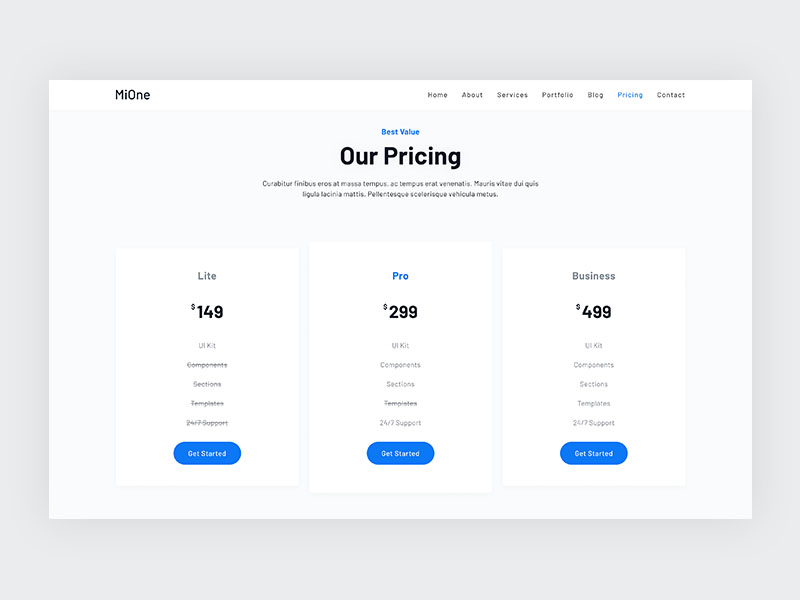 MiOne
Home About Services Portfolio Blog Pricing Contact
Best Value
Our Pricing
Curabitur finibus eros at massa tempus, ac tempus erat venenatis. Mauris vitae dui quis
ligula lacinia mattis. Pellentesque scelerisque vehicula metus.
Lite
$149
UI Kit
Components
Sections
Templates
24/7 Support
Get Started
Pro
$299
UI Kit
Components
Sections
Templates
24/7 Support
Get Started
Business
$499
UI Kit
Components
Sections
Templates
24/7 Support
Get Started